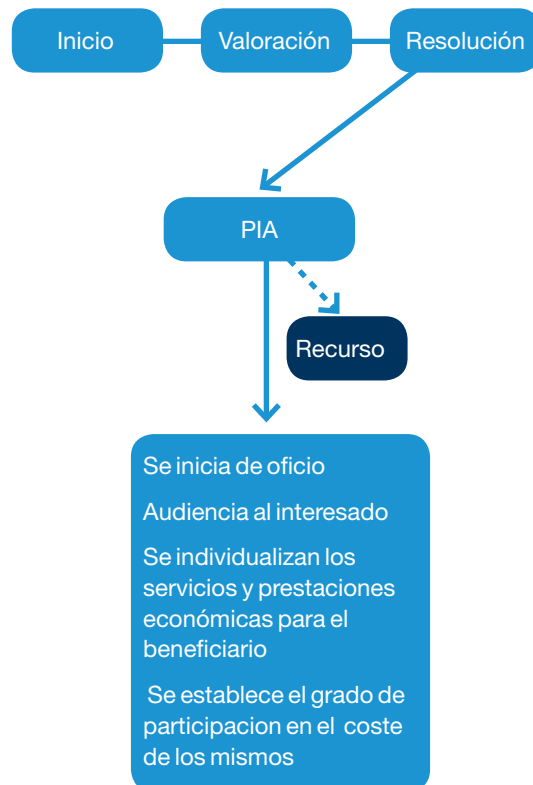 Inicio
Valoración
Resolución
PIA
Recurso
Se inicia de oficio
Audiencia al interesado
Se individualizan los
servicios y prestaciones
económicas para el
beneficiario
Se establece el grado de
participacion en el coste
de los mismos